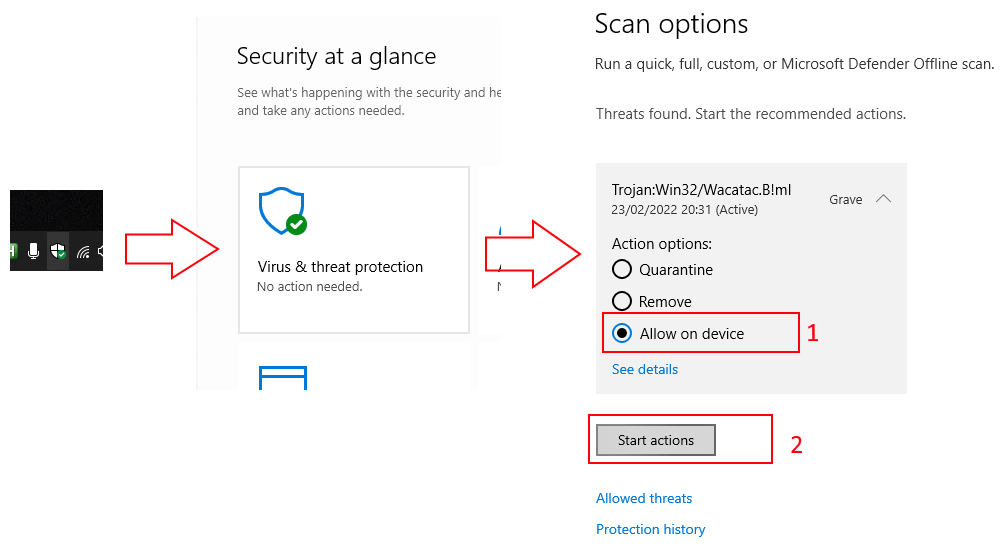 Security at a glance
See what's happening with the security and he
and take any actions needed.
Virus & threat protection
No action needed.
Scan options
Run a quick, full, custom, or Microsoft Defender Offline scan.
Threats found. Start the recommended actions.
Trojan:Win32/Wacatac.B!ml
23/02/2022 20:31 (Active)
Grave
Action options:
Quarantine
Remove
Allow on device
1
See details
Start actions
2
Allowed threats
Protection history